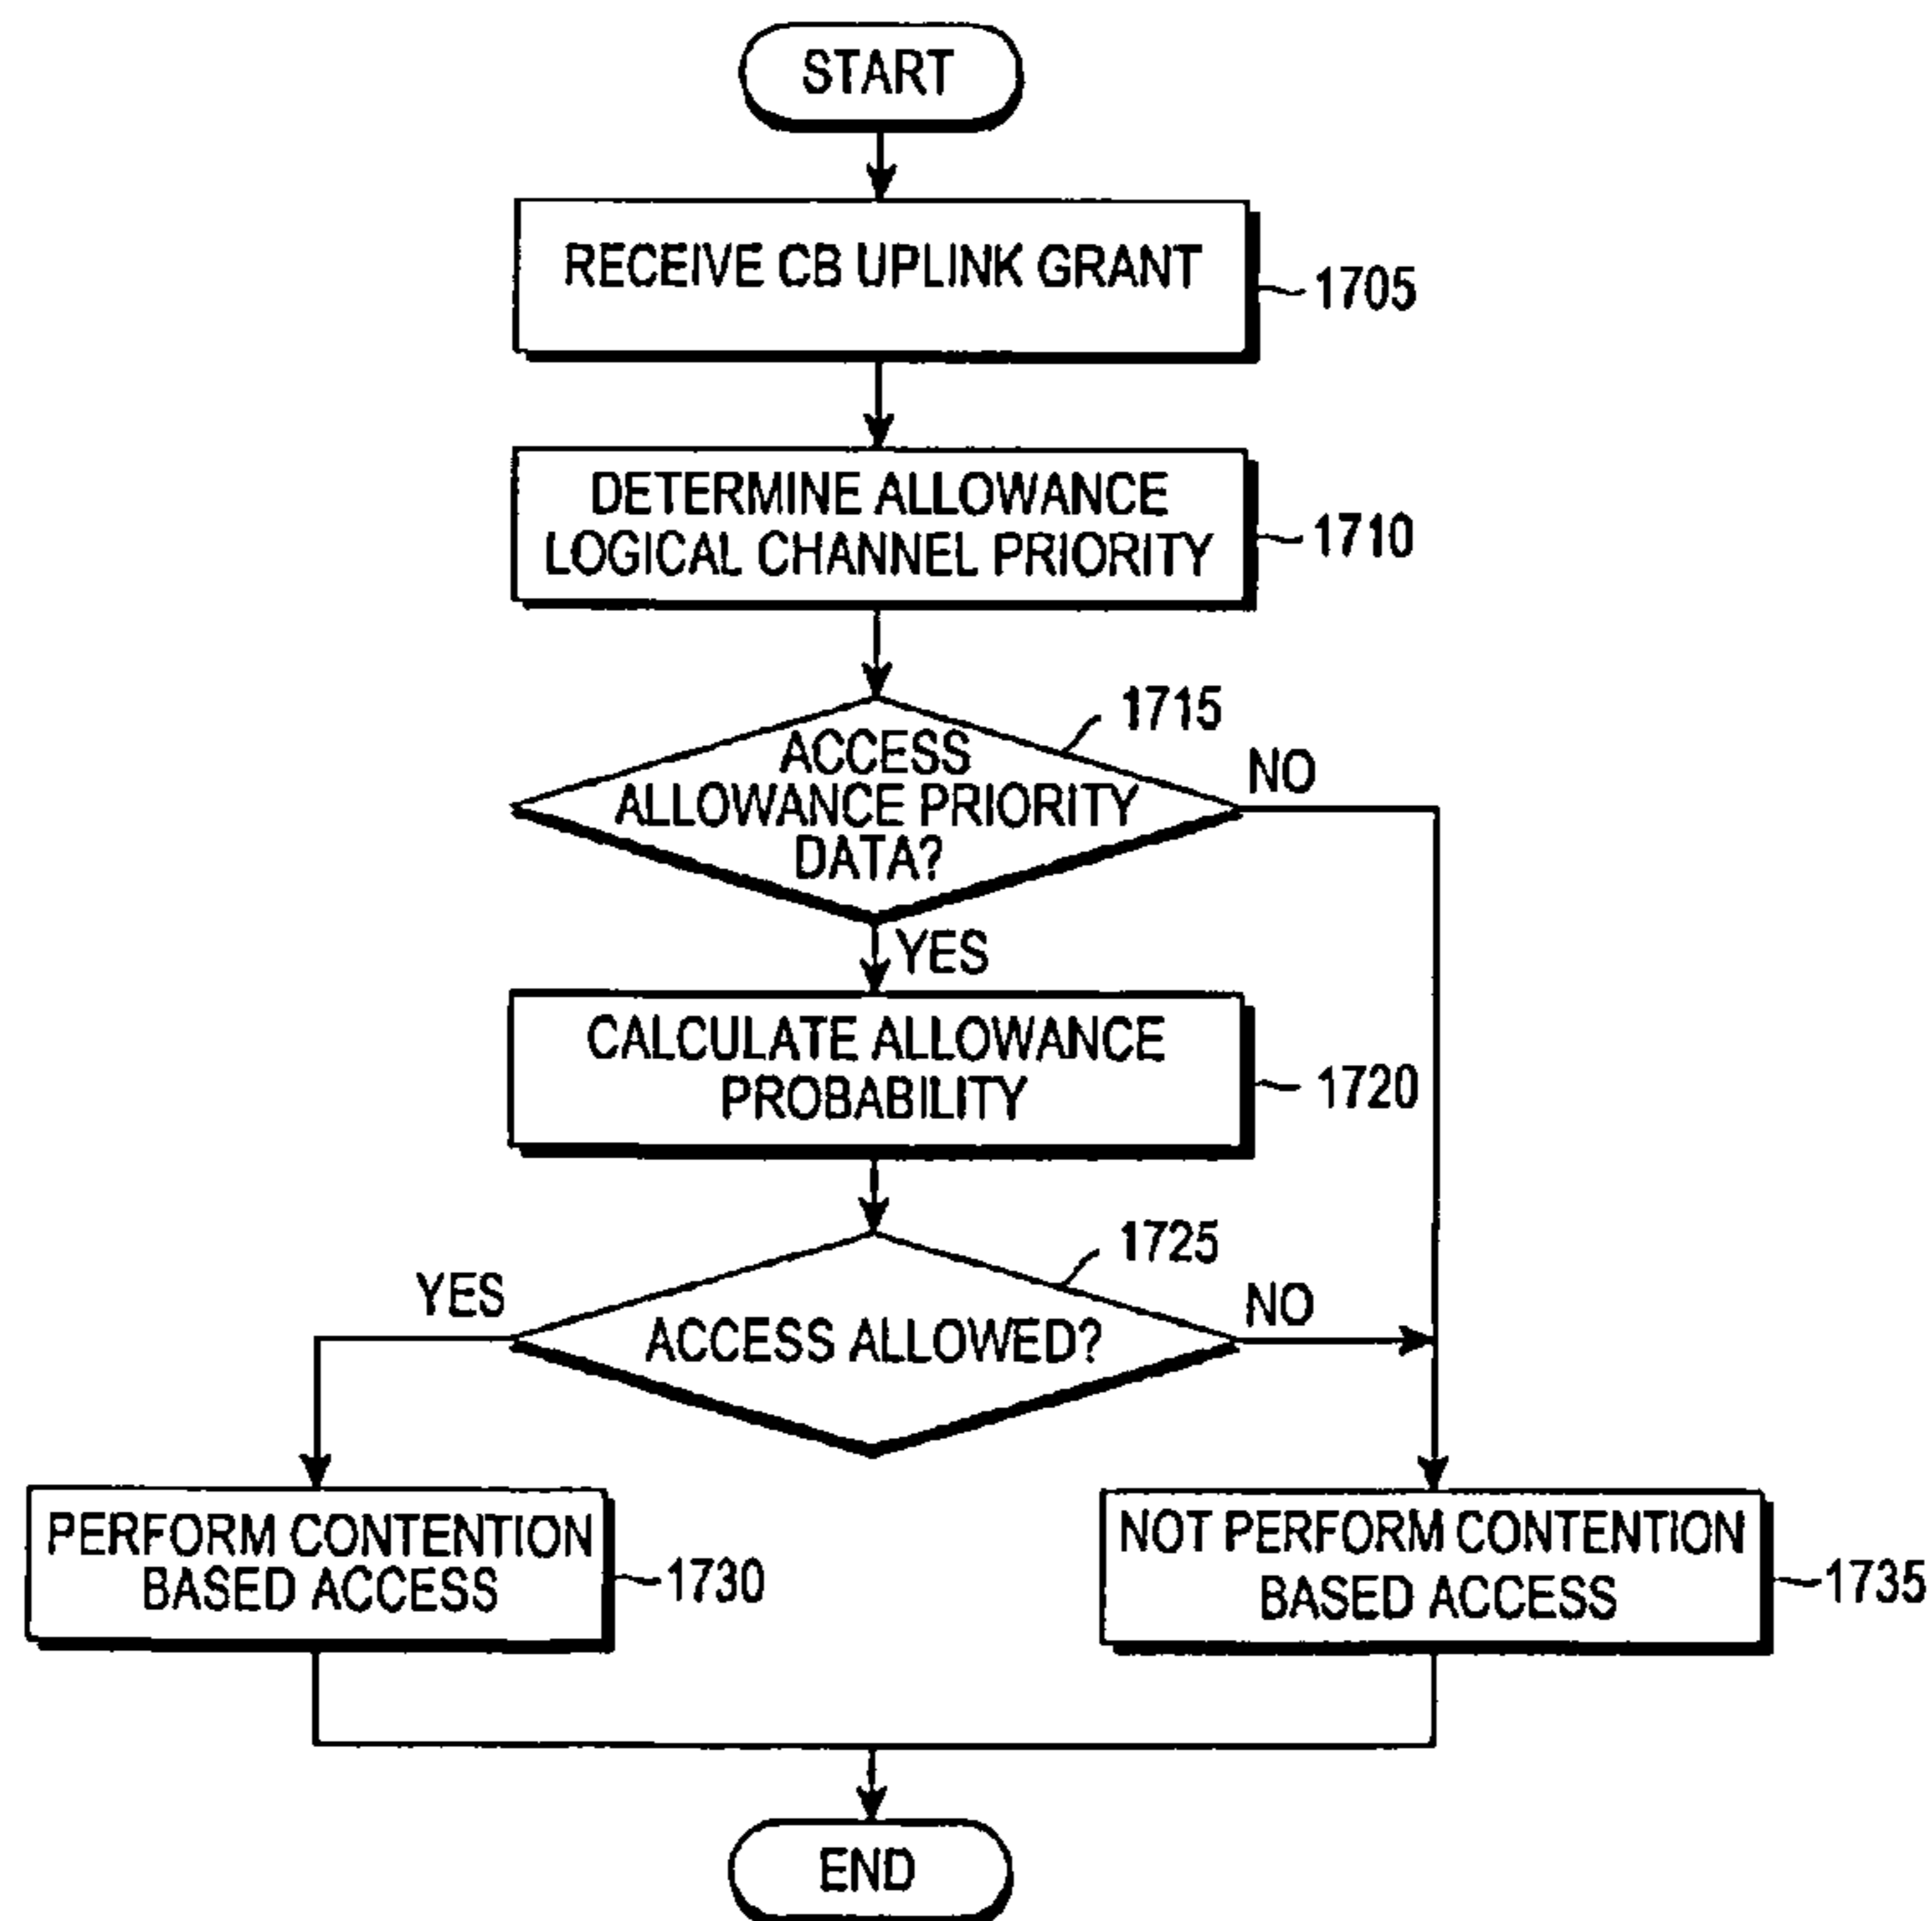 START
RECEIVE CB UPLINK GRANT
1705
DETERMINE ALLOWANCE
LOGICAL CHANNEL PRIORITY
1710
1715
ACCESS
ALLOWANCE PRIORITY
DATA?
NO
YES
CALCULATE ALLOWANCE
PROBABILITY
1720
1725
YES
ACCESS ALLOWED?
NO
PERFORM CONTENTION
BASED ACCESS
1730
NOT PERFORM CONTENTION
BASED ACCESS
1735
END